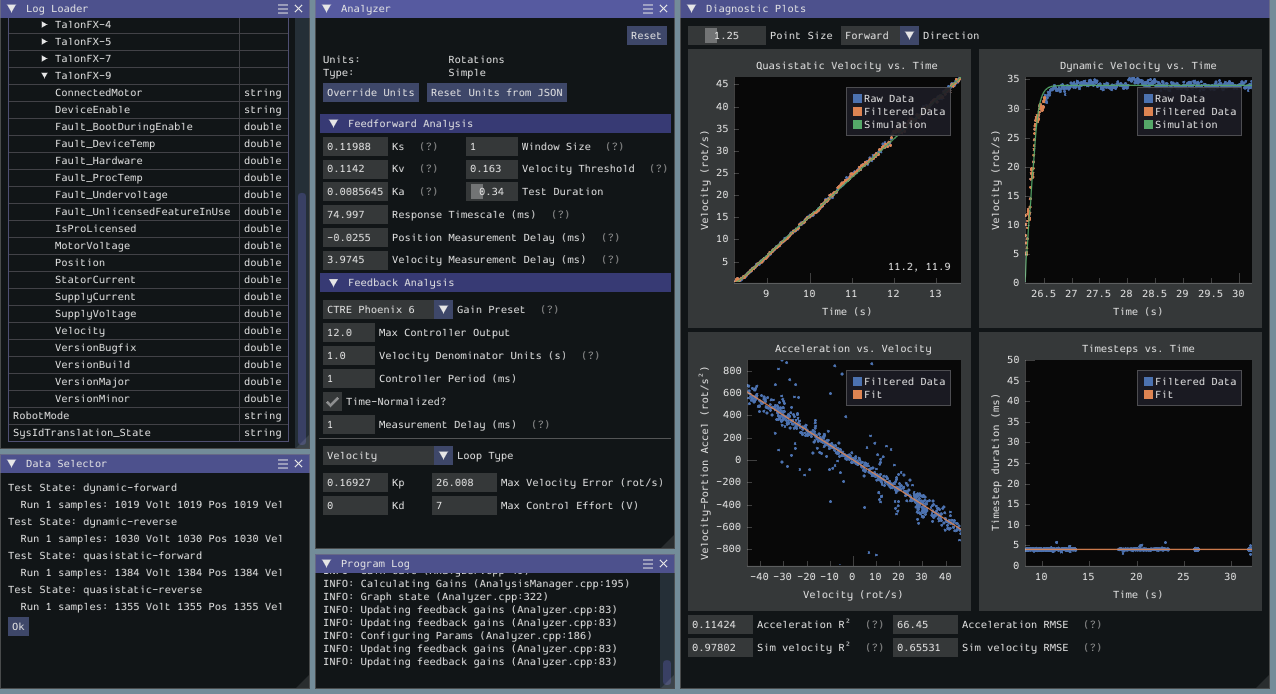 Log Loader
TalonFX-4
TalonFX-5
TalonFX-7
TalonFX-9
ConnectedMotor string
DeviceEnable string
Fault_BootDuringEnable double
Fault_DeviceTemp double
Fault_Hardware double
Fault_ProcTemp double
Fault_Undervoltage double
Fault_UnlicensedFeatureInUse double
IsProLicensed double
MotorVoltage double
Position double
StatorCurrent double
SupplyCurrent double
SupplyVoltage double
Velocity double
VersionBugfix double
VersionBuild double
VersionMajor double
VersionMinor double
RobotMode string
SysIdTranslation_State string
Data Selector
Test State: dynamic-forward
Run 1 samples: 1019 Volt 1019 Pos 1019 Vel
Test State: dynamic-reverse
Run 1 samples: 1030 Volt 1030 Pos 1030 Vel
Test State: quasistatic-forward
Run 1 samples: 1384 Volt 1384 Pos 1384 Vel
Test State: quasistatic-reverse
Run 1 samples: 1355 Volt 1355 Pos 1355 Vel
Ok
Analyzer
Reset
Units: Rotations
Type: Simple
Override Units Reset Units from JSON
Feedforward Analysis
0.11988 Ks (?) 1 Window Size (?)
0.1142 Kv (?) 0.163 Velocity Threshold (?)
0.0085645 Ka (?) 0.34 Test Duration
74.997 Response Timescale (ms) (?)
-0.0255 Position Measurement Delay (ms) (?)
3.9745 Velocity Measurement Delay (ms) (?)
Feedback Analysis
CTRE Phoenix 6 Gain Preset (?)
12.0 Max Controller Output
1.0 Velocity Denominator Units (s) (?)
1 Controller Period (ms)
Time-Normalized?
1 Measurement Delay (ms) (?)
Velocity Loop Type
0.16927 Kp 26.008 Max Velocity Error (rot/s)
0 Kd 7 Max Control Effort (V)
Program Log
INFO: Calculating Gains (AnalysisManager.cpp:195)
INFO: Graph state (Analyzer.cpp:322)
INFO: Updating feedback gains (Analyzer.cpp:83)
INFO: Updating feedback gains (Analyzer.cpp:83)
INFO: Configuring Params (Analyzer.cpp:186)
INFO: Updating feedback gains (Analyzer.cpp:83)
INFO: Updating feedback gains (Analyzer.cpp:83)
Diagnostic Plots
1.25 Point Size Forward Direction
Quasistatic Velocity vs. Time
Velocity (rot/s)
45
40
35
30
25
20
15
10
5
Raw Data
Filtered Data
Simulation
11.2, 11.9
9 10 11 12 13
Time (s)
Dynamic Velocity vs. Time
Velocity (rot/s)
35
30
25
20
15
10
5
0
Raw Data
Filtered Data
Simulation
26.5 27 27.5 28 28.5 29 29.5 30
Time (s)
Acceleration vs. Velocity
Velocity-Portion Accel (rot/s²)
800
600
400
200
0
-200
-400
-600
-800
Filtered Data
Fit
-40 -30 -20 -10 0 10 20 30 40
Velocity (rot/s)
Timesteps vs. Time
Timestep duration (ms)
50
45
40
35
30
25
20
15
10
5
0
Filtered Data
Fit
10 15 20 25 30
Time (s)
0.11424 Acceleration R² (?) 66.45 Acceleration RMSE (?)
0.97802 Sim velocity R² (?) 0.65531 Sim velocity RMSE (?)